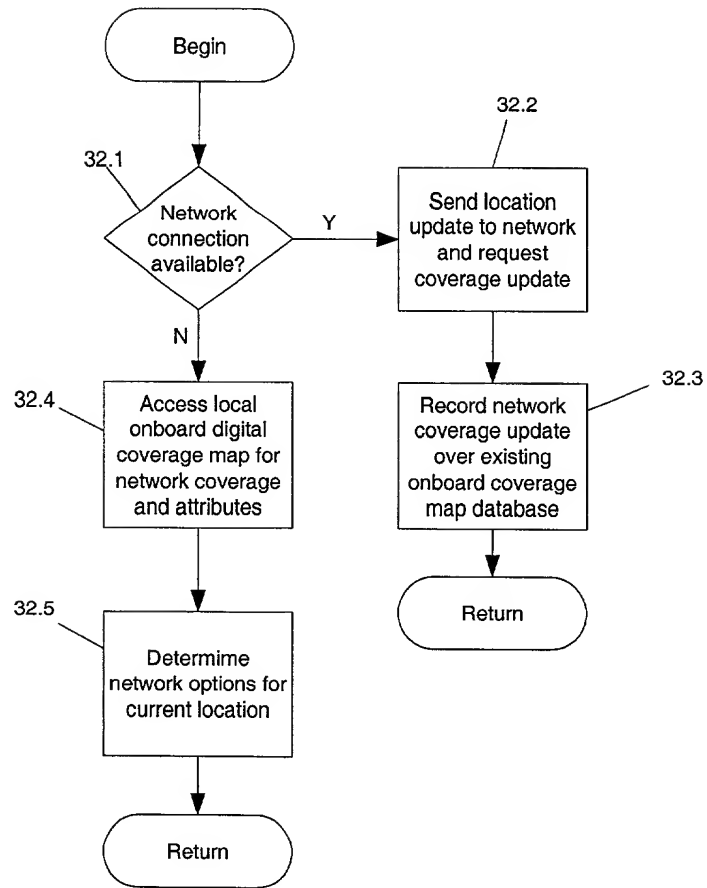 Begin
32.1
Network
connection
available?
Y
32.2
Send location
update to network
and request
coverage update
N
32.3
Record network
coverage update
over existing
onboard coverage
map database
Return
32.4
Access local
onboard digital
coverage map for
network coverage
and attributes
32.5
Determime
network options for
current location
Return